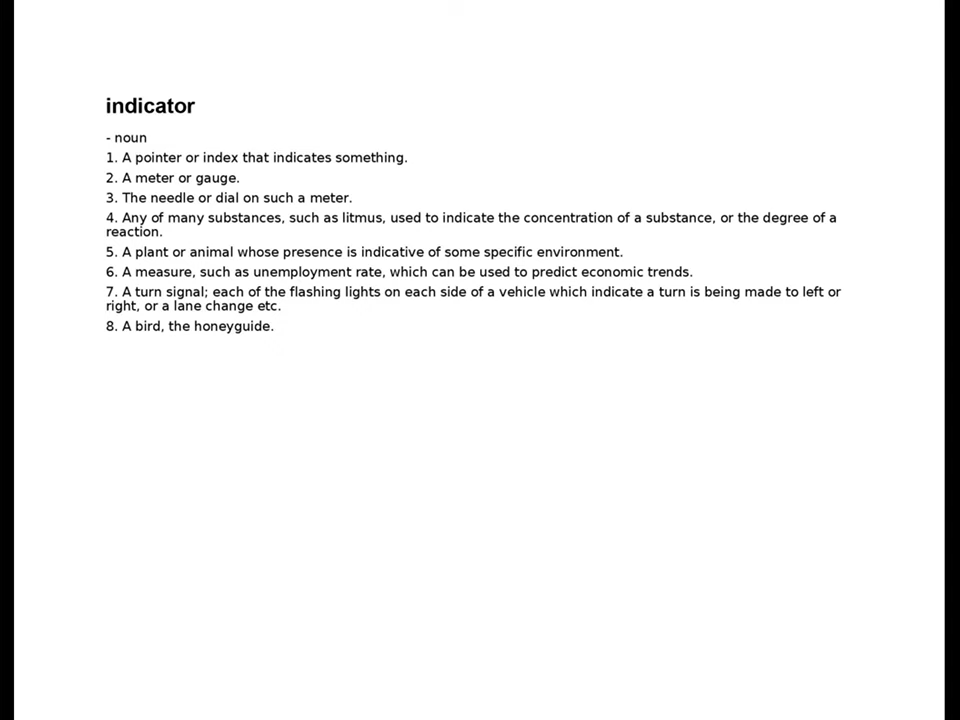 indicator
- noun
1. A pointer or index that indicates something.
2. A meter or gauge.
3. The needle or dial on such a meter.
4. Any of many substances, such as litmus, used to indicate the concentration of a substance, or the degree of a
reaction.
5. A plant or animal whose presence is indicative of some specific environment.
6. A measure, such as unemployment rate, which can be used to predict economic trends.
7. A turn signal; each of the flashing lights on each side of a vehicle which indicate a turn is being made to left or
right, or a lane change etc.
8. A bird, the honeyguide.